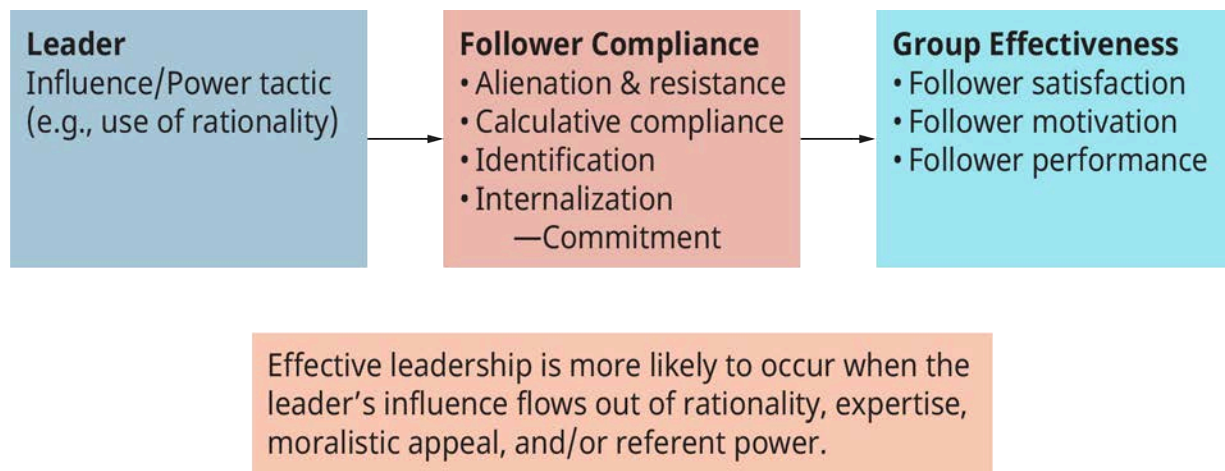 Leader
Influence/Power tactic
(e.g., use of rationality)
Follower Compliance
• Alienation & resistance
• Calculative compliance
• Identification
• Internalization
—Commitment
Group Effectiveness
• Follower satisfaction
• Follower motivation
• Follower performance
Effective leadership is more likely to occur when the
leader’s influence flows out of rationality, expertise,
moralistic appeal, and/or referent power.